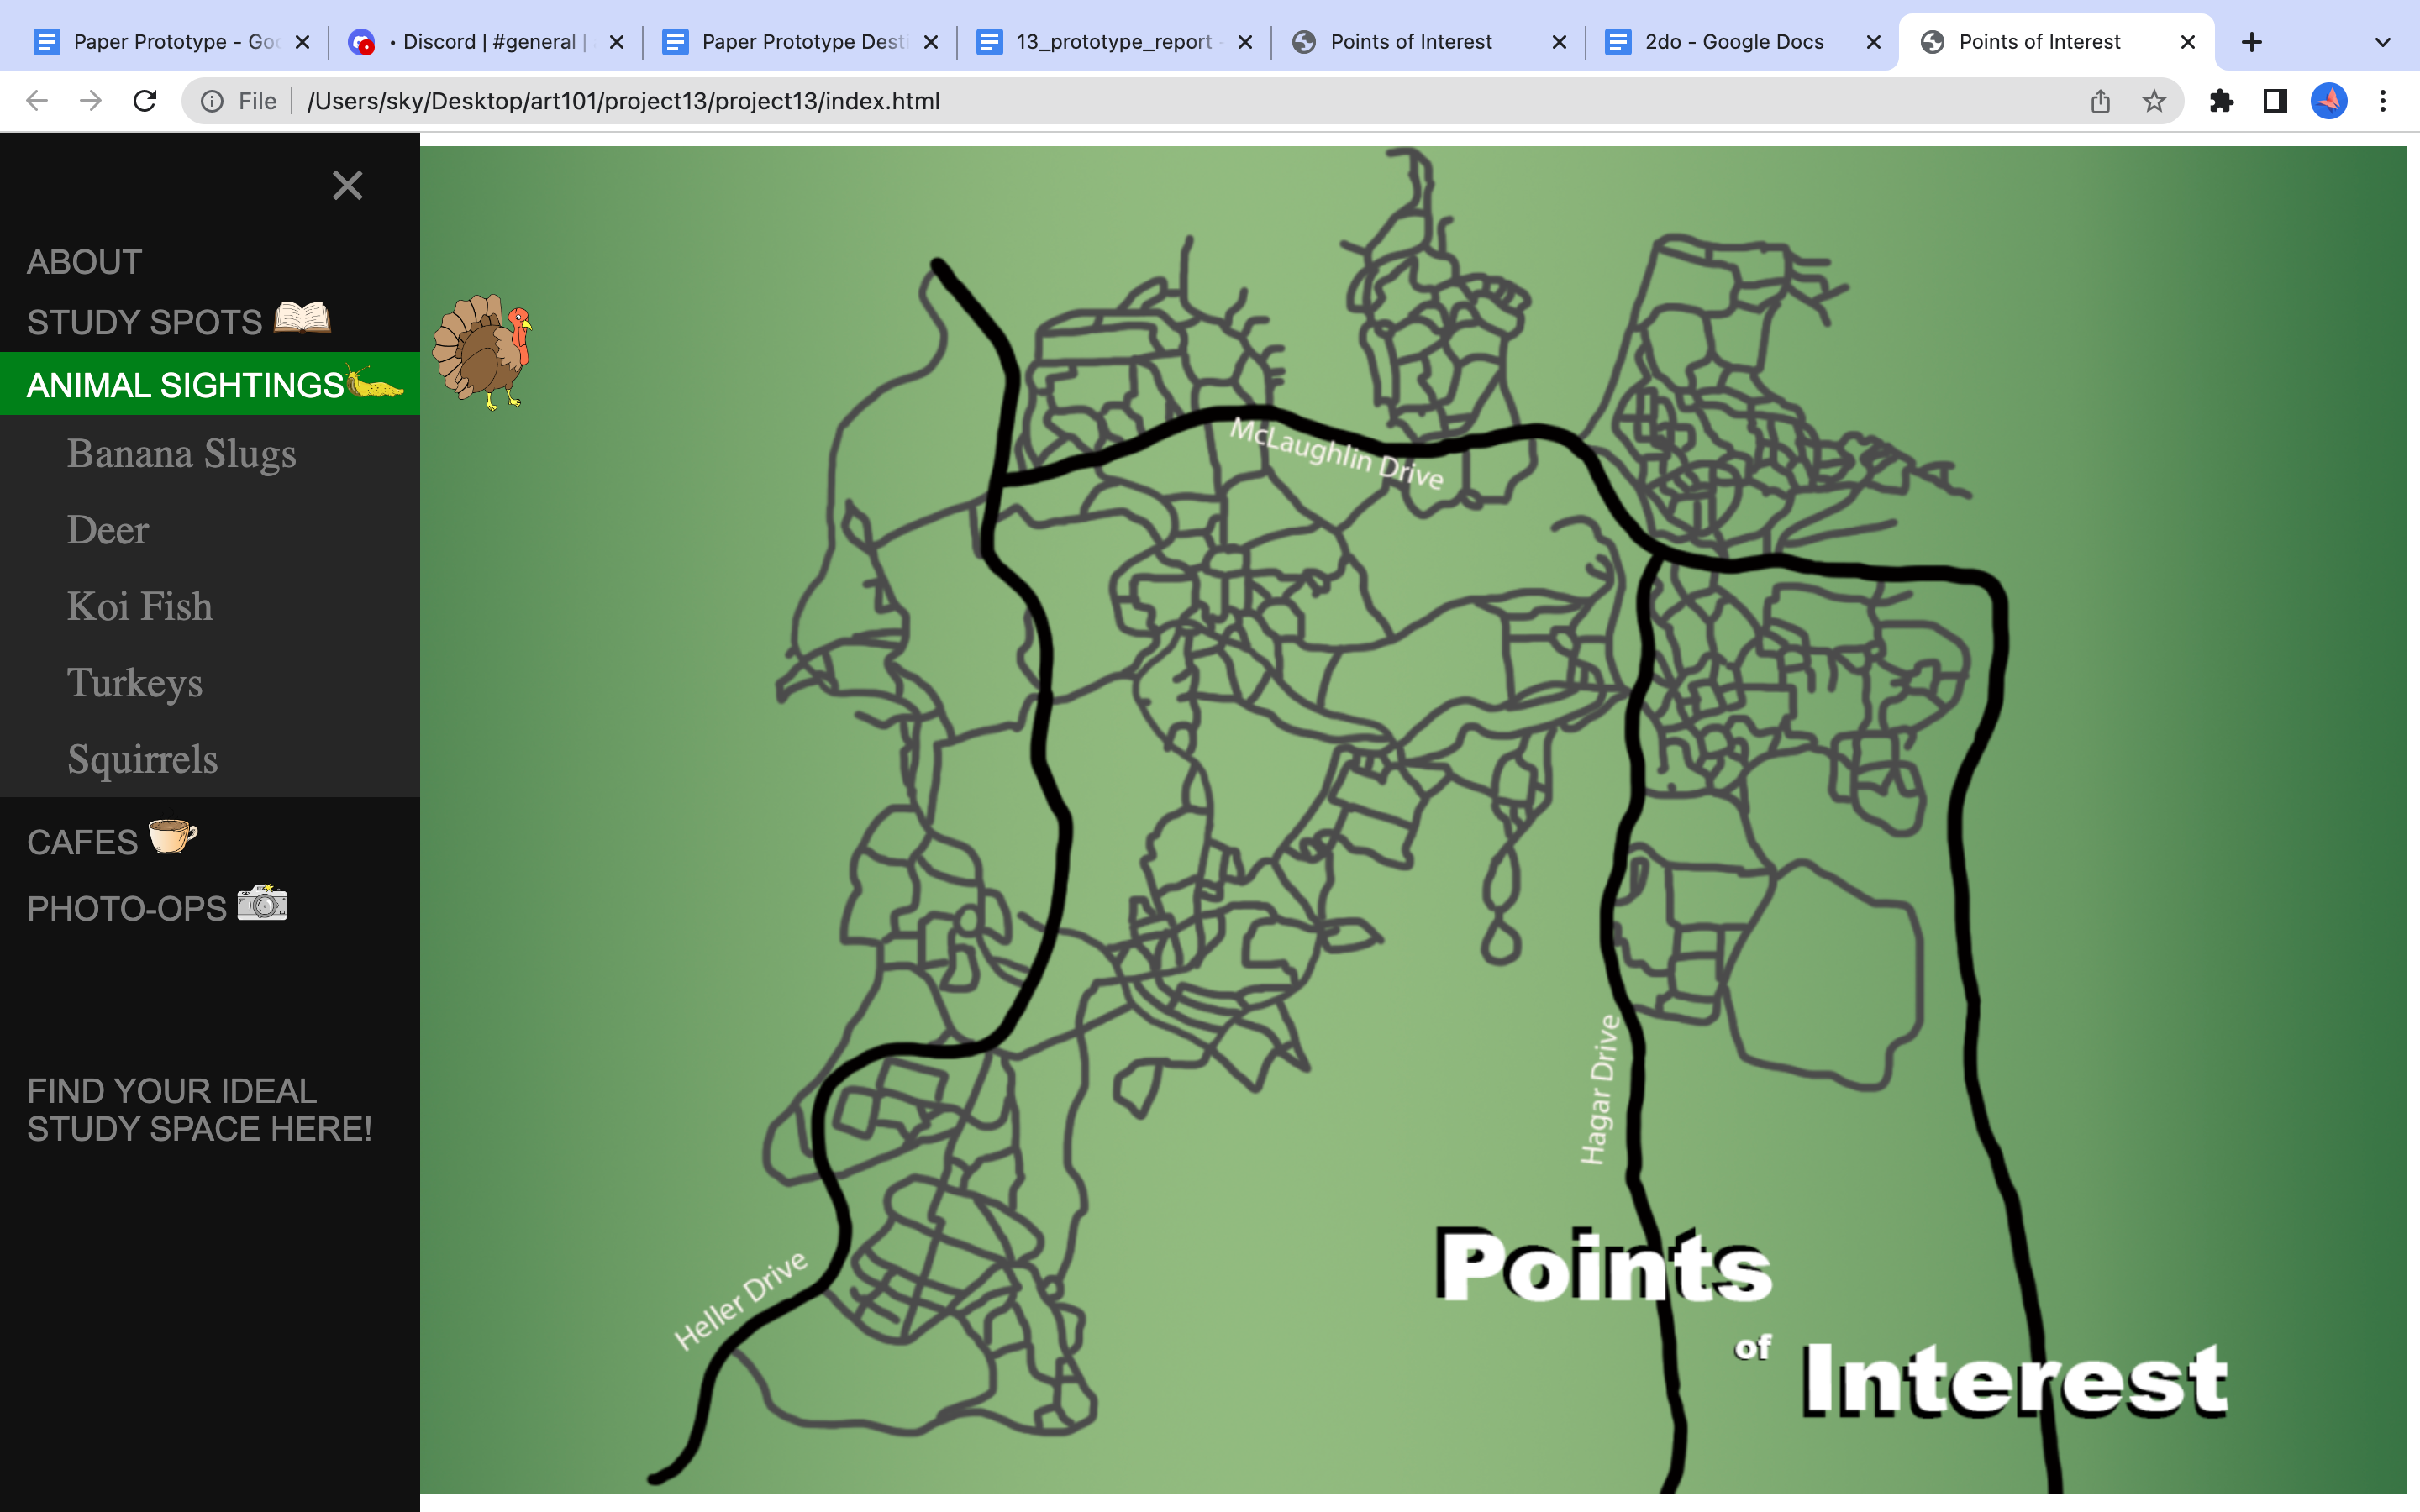 Paper Prototype - Goo
• Discord | #general |
Paper Prototype Desti
13_prototype_report -
Points of Interest
2do - Google Docs
Points of Interest
File
/Users/sky/Desktop/art101/project13/project13/index.html
ABOUT
STUDY SPOTS
ANIMAL SIGHTINGS
Banana Slugs
Deer
Koi Fish
Turkeys
Squirrels
CAFES
PHOTO-OPS
FIND YOUR IDEAL
STUDY SPACE HERE!
McLaughlin Drive
Hagar Drive
Heller Drive
Points
of
Interest